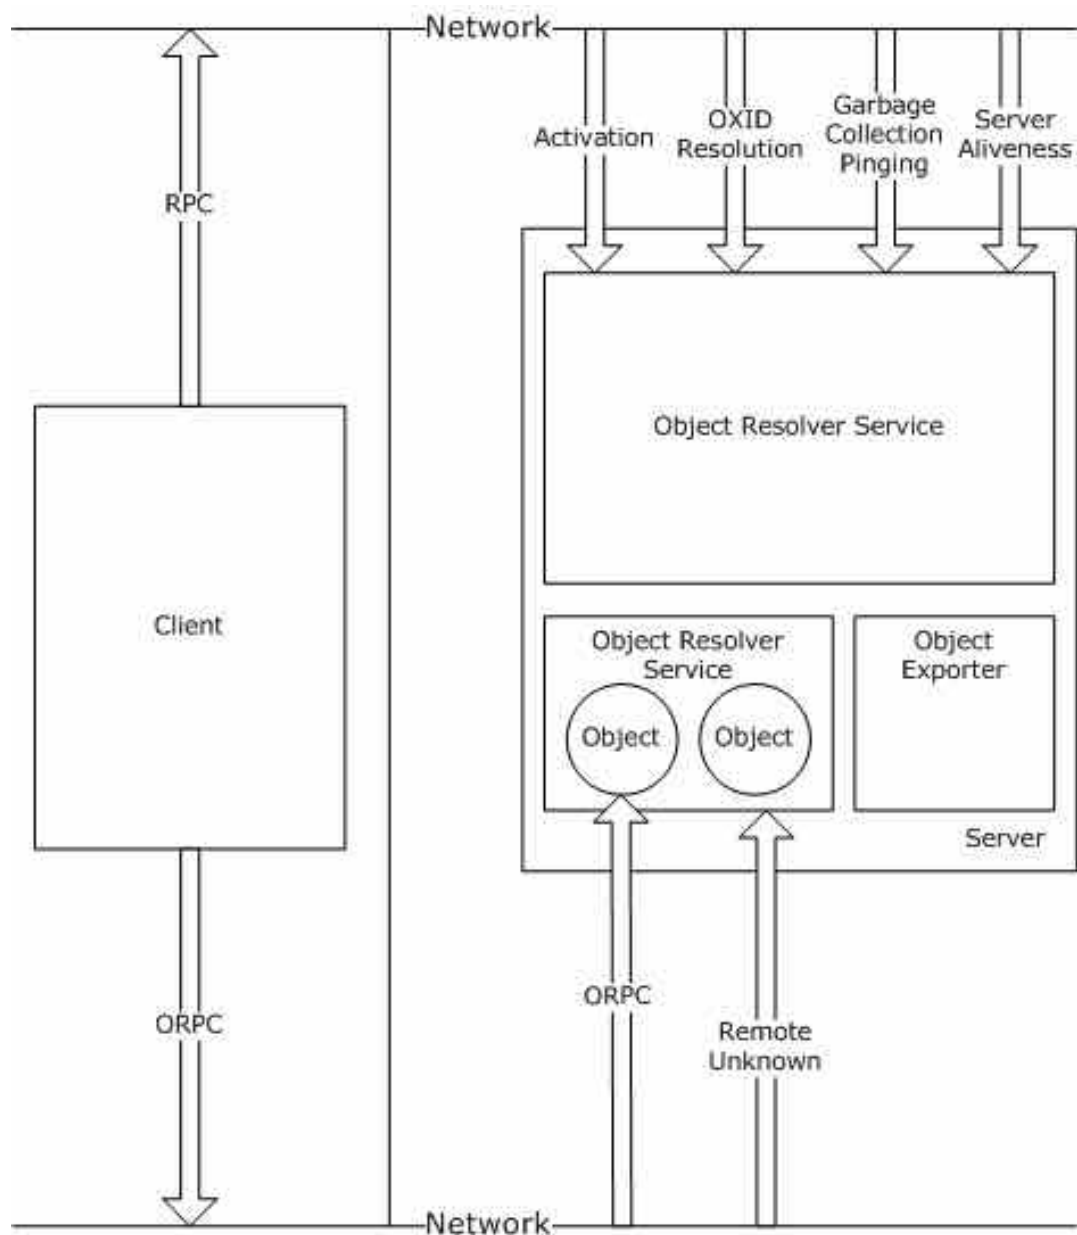 Network
Activation
OXID
Resolution
Garbage
Collection
Pinging
Server
Aliveness
RPC
Object Resolver Service
Client
Object Resolver
Service
Object
Exporter
Object
Object
Server
ORPC
ORPC
Remote
Unknown
Network